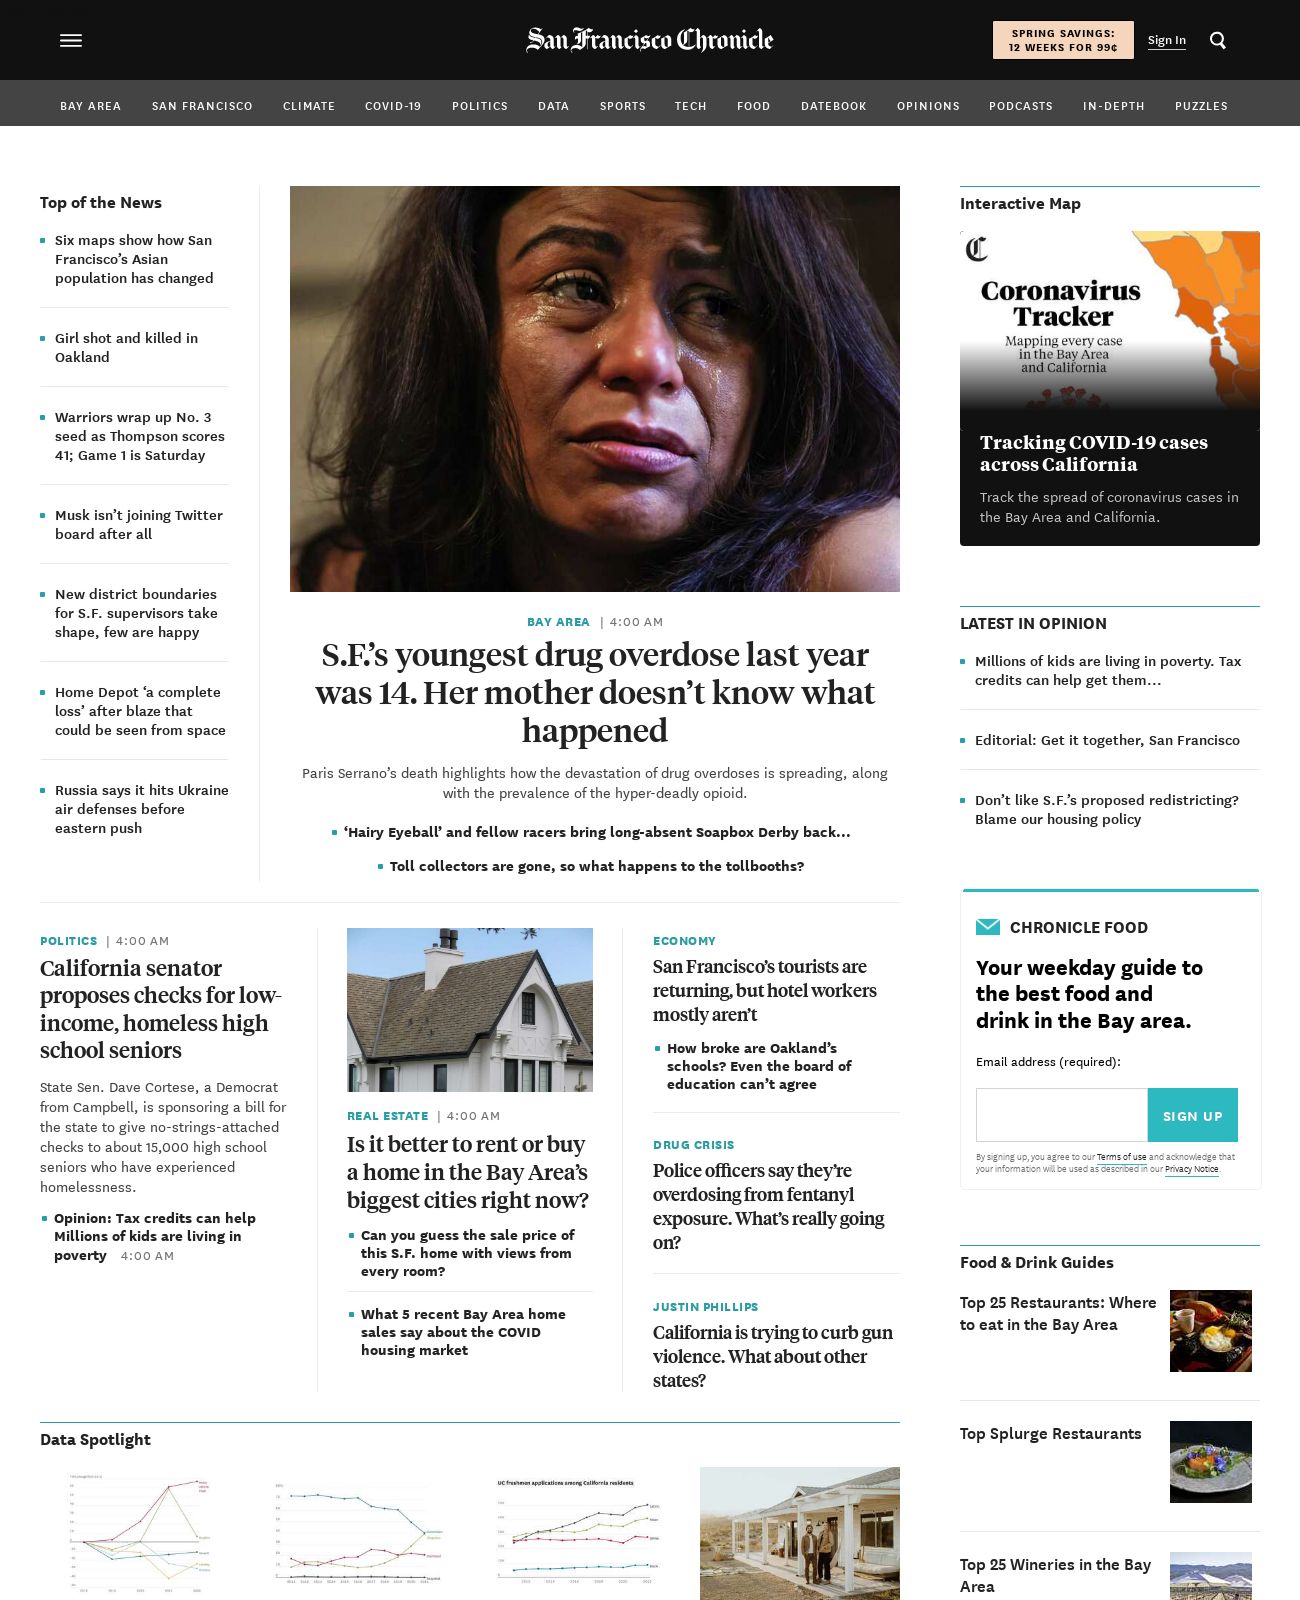 San Francisco Chronicle
SPRING SAVINGS:
12 WEEKS FOR 99¢
Sign In
BAY AREA SAN FRANCISCO CLIMATE COVID-19 POLITICS DATA SPORTS TECH FOOD DATEBOOK OPINIONS PODCASTS IN-DEPTH PUZZLES
Top of the News
Six maps show how San
Francisco’s Asian
population has changed
Girl shot and killed in
Oakland
Warriors wrap up No. 3
seed as Thompson scores
41; Game 1 is Saturday
Musk isn’t joining Twitter
board after all
New district boundaries
for S.F. supervisors take
shape, few are happy
Home Depot ‘a complete
loss’ after blaze that
could be seen from space
Russia says it hits Ukraine
air defenses before
eastern push
BAY AREA | 4:00 AM
S.F.’s youngest drug overdose last year
was 14. Her mother doesn’t know what
happened
Paris Serrano’s death highlights how the devastation of drug overdoses is spreading, along
with the prevalence of the hyper-deadly opioid.
‘Hairy Eyeball’ and fellow racers bring long-absent Soapbox Derby back…
Toll collectors are gone, so what happens to the tollbooths?
POLITICS | 4:00 AM
California senator
proposes checks for low-
income, homeless high
school seniors
State Sen. Dave Cortese, a Democrat
from Campbell, is sponsoring a bill for
the state to give no-strings-attached
checks to about 15,000 high school
seniors who have experienced
homelessness.
Opinion: Tax credits can help
Millions of kids are living in
poverty 4:00 AM
REAL ESTATE | 4:00 AM
Is it better to rent or buy
a home in the Bay Area’s
biggest cities right now?
Can you guess the sale price of
this S.F. home with views from
every room?
What 5 recent Bay Area home
sales say about the COVID
housing market
ECONOMY
San Francisco’s tourists are
returning, but hotel workers
mostly aren’t
How broke are Oakland’s
schools? Even the board of
education can’t agree
DRUG CRISIS
Police officers say they’re
overdosing from fentanyl
exposure. What’s really going
on?
JUSTIN PHILLIPS
California is trying to curb gun
violence. What about other
states?
Data Spotlight
UC freshmen applications among California residents
Interactive Map
C
Coronavirus
Tracker
Mapping every case
in the Bay Area
and California
Tracking COVID-19 cases
across California
Track the spread of coronavirus cases in
the Bay Area and California.
LATEST IN OPINION
Millions of kids are living in poverty. Tax
credits can help get them…
Editorial: Get it together, San Francisco
Don’t like S.F.’s proposed redistricting?
Blame our housing policy
CHRONICLE FOOD
Your weekday guide to
the best food and
drink in the Bay area.
Email address (required):
SIGN UP
By signing up, you agree to our Terms of use and acknowledge that
your information will be used as described in our Privacy Notice.
Food & Drink Guides
Top 25 Restaurants: Where
to eat in the Bay Area
Top Splurge Restaurants
Top 25 Wineries in the Bay
Area